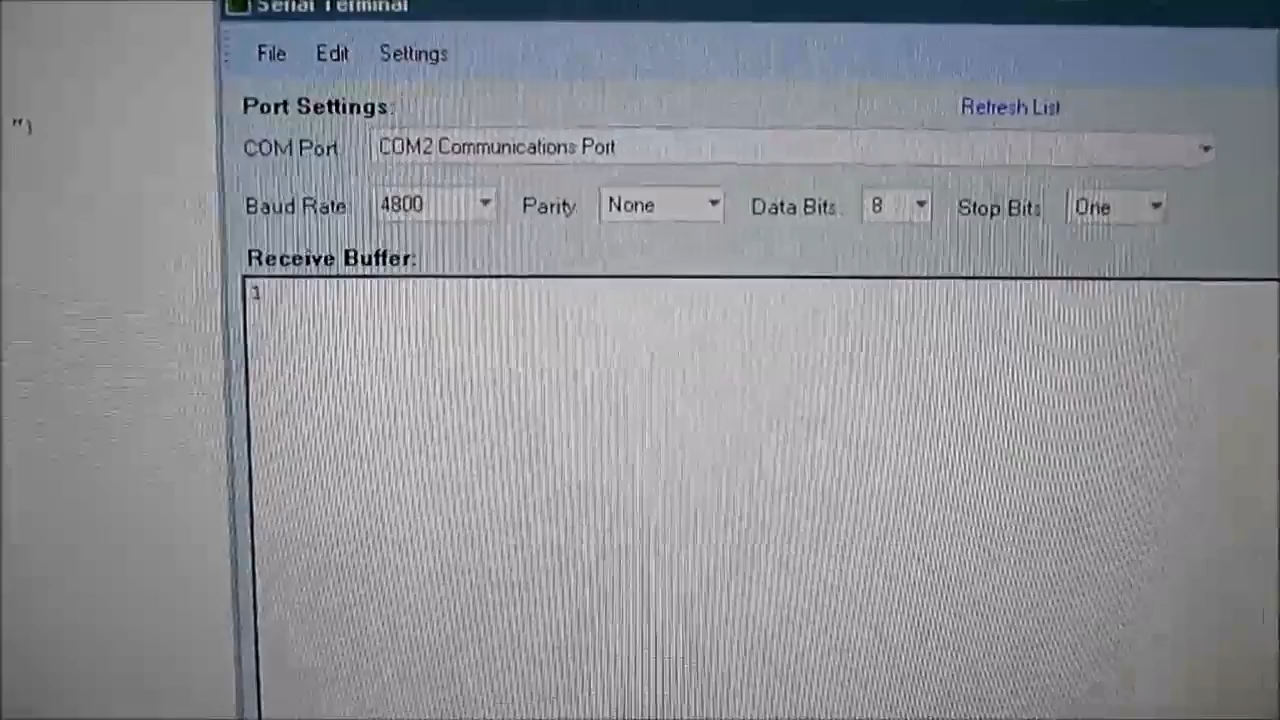 Serial Terminal
File Edit Settings
")
Port Settings: Refresh List
COM Port COM2 Communications Port
Baud Rate 4800 Parity None Data Bits 8 Stop Bits One
Receive Buffer:
1